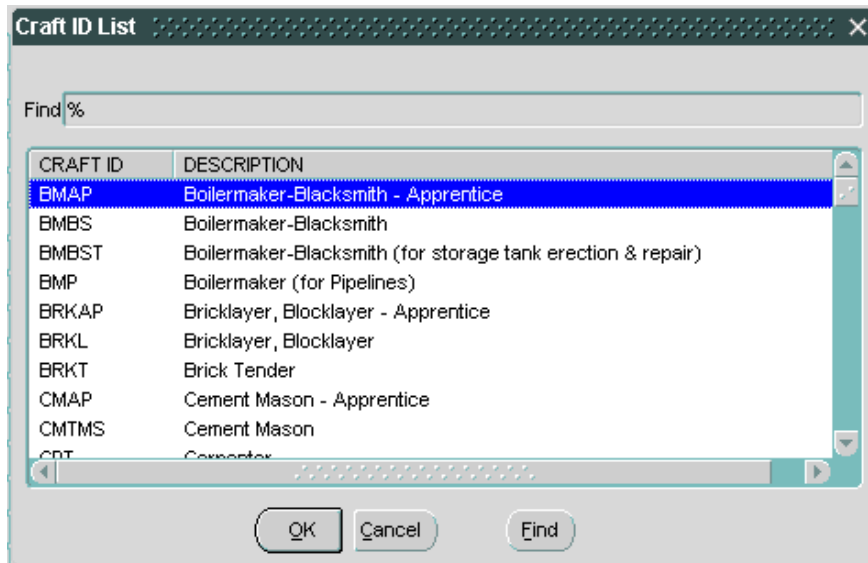 Craft ID List
Find %
CRAFT ID DESCRIPTION
BMAP Boilermaker-Blacksmith - Apprentice
BMBS Boilermaker-Blacksmith
BMBST Boilermaker-Blacksmith (for storage tank erection & repair)
BMP Boilermaker (for Pipelines)
BRKAP Bricklayer, Blocklayer - Apprentice
BRKL Bricklayer, Blocklayer
BRKT Brick Tender
CMAP Cement Mason - Apprentice
CMTMS Cement Mason
CPT Carpenter
OK Cancel Find